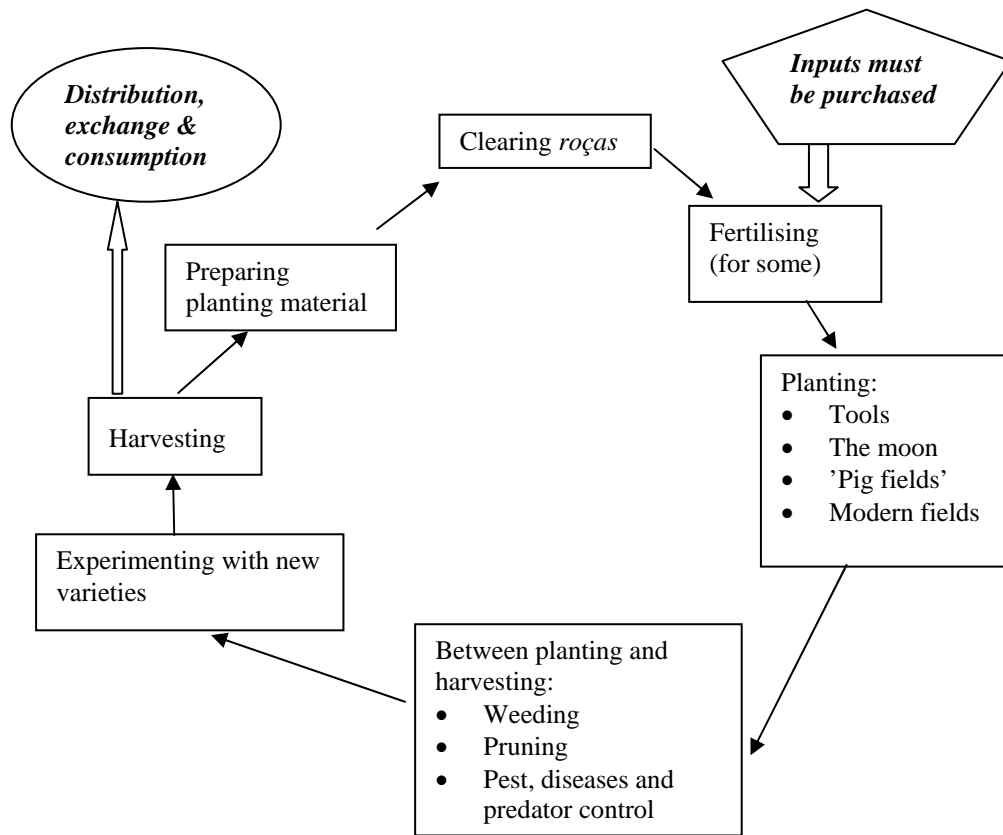 Distribution,
exchange &
consumption
Inputs must
be purchased
Clearing roças
Fertilising
(for some)
Preparing
planting material
Planting:
• Tools
• The moon
• ’Pig fields’
• Modern fields
Harvesting
Experimenting with new
varieties
Between planting and
harvesting:
• Weeding
• Pruning
• Pest, diseases and
predator control